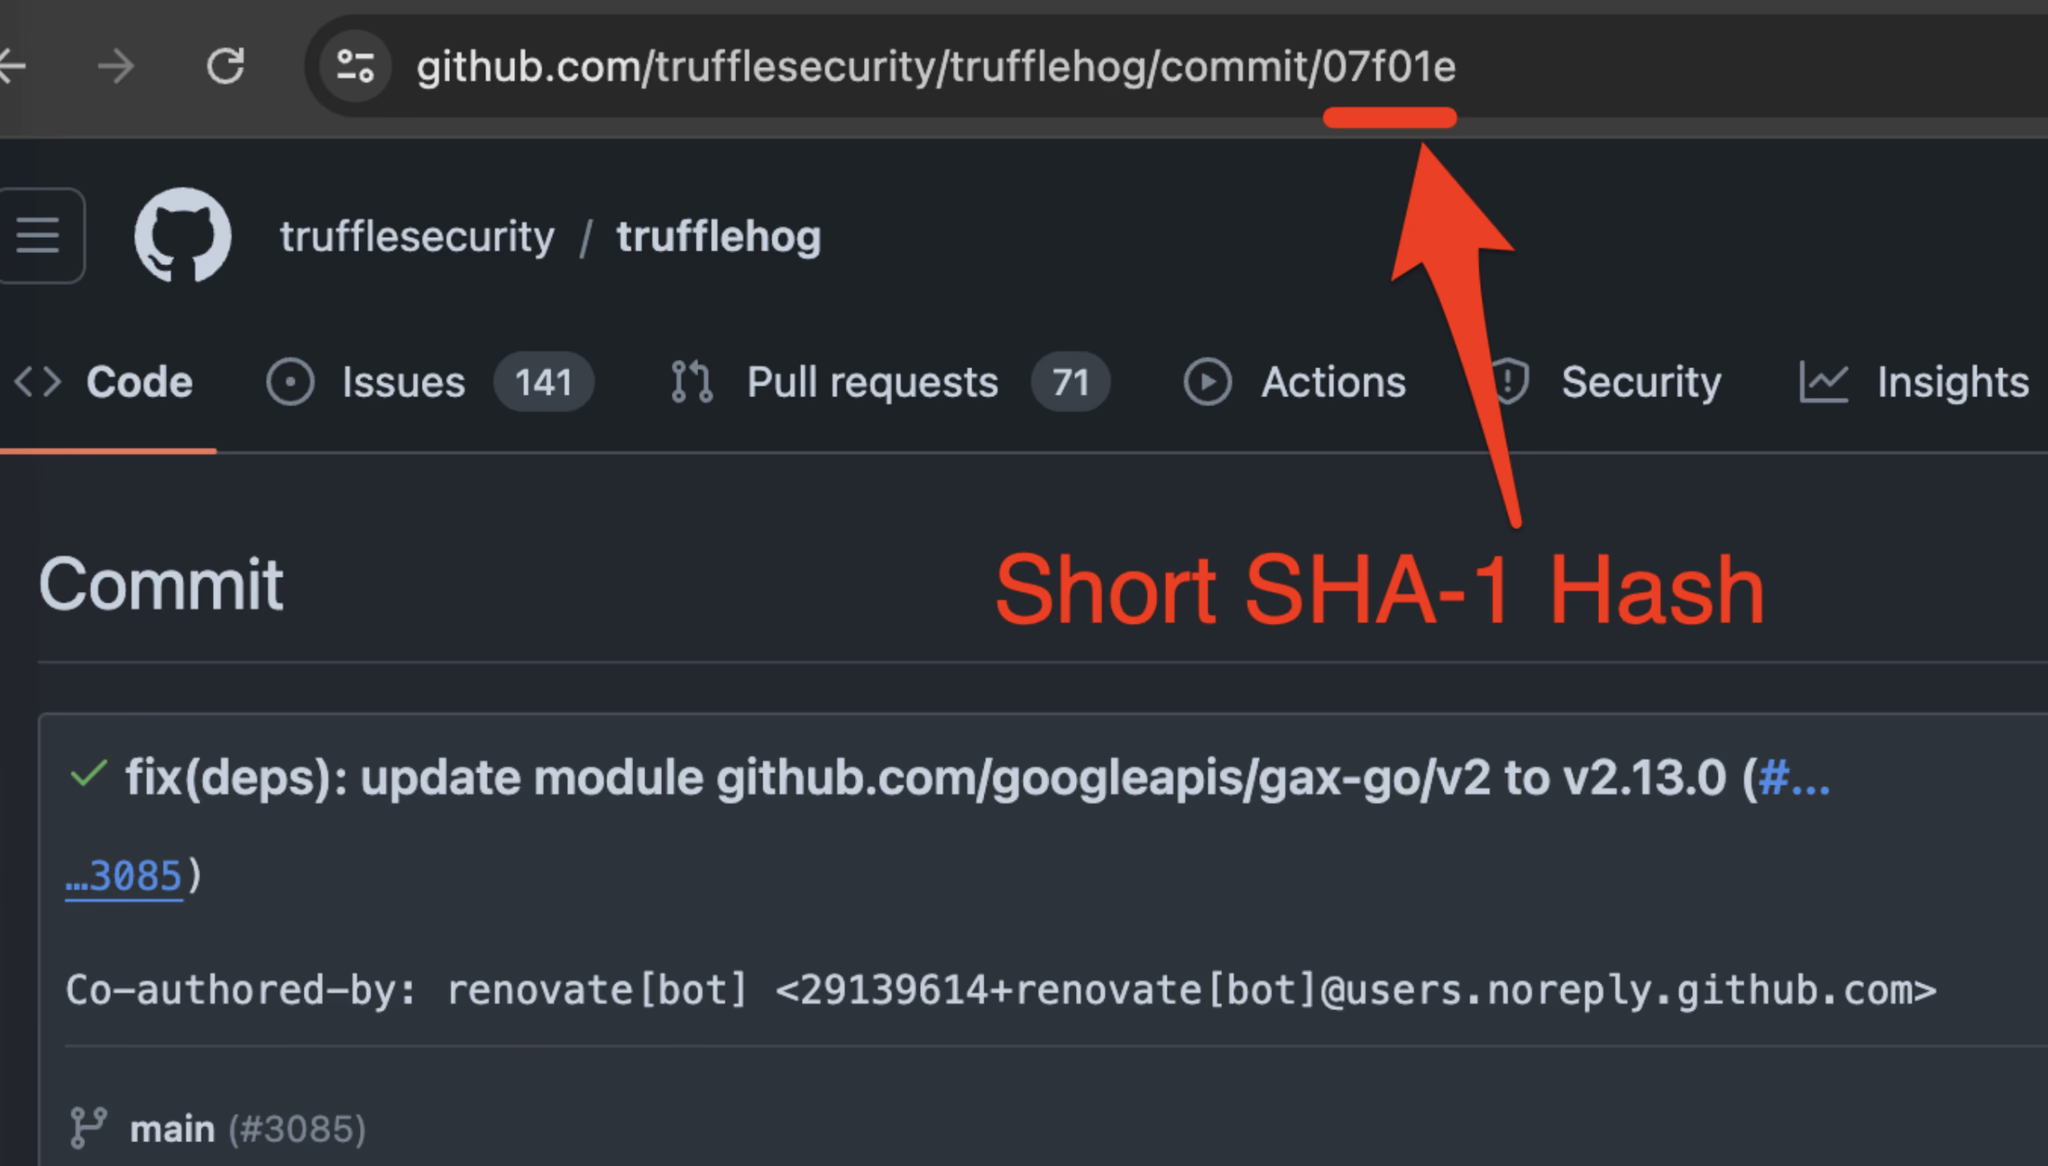 github.com/trufflesecurity/trufflehog/commit/07f01e
trufflesecurity / trufflehog
Code Issues 141 Pull requests 71 Actions Security Insights
Commit
Short SHA-1 Hash
fix(deps): update module github.com/googleapis/gax-go/v2 to v2.13.0 (#...
…3085)
Co-authored-by: renovate[bot] <29139614+renovate[bot]@users.noreply.github.com>
main (#3085)